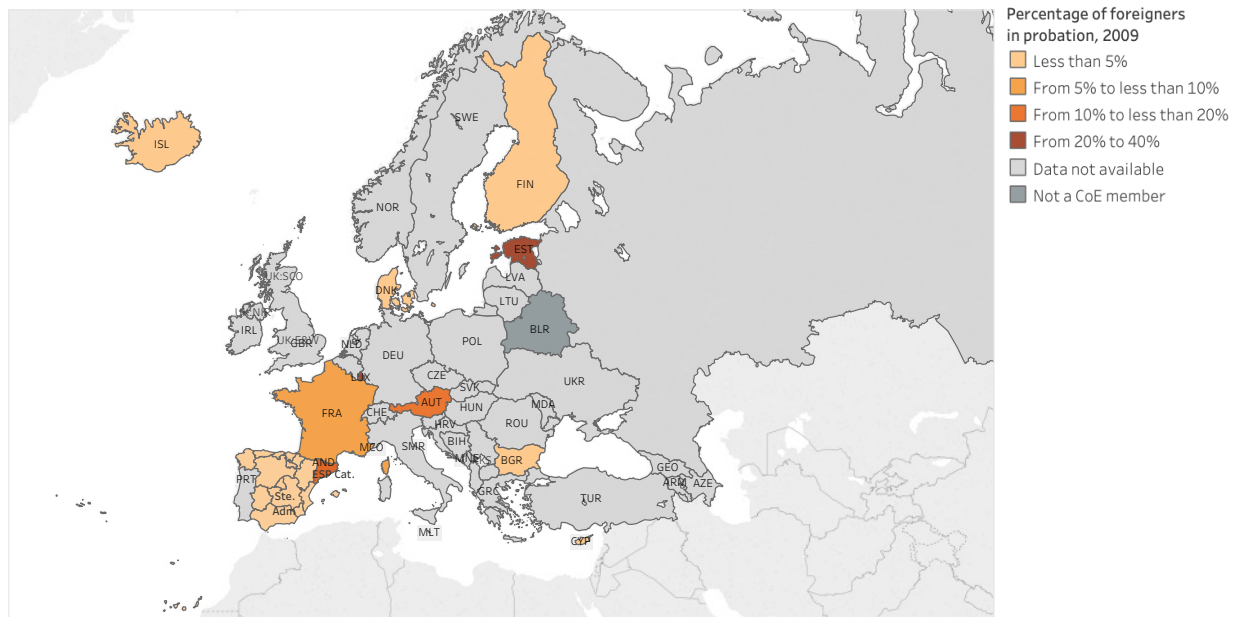 Percentage of foreigners
in probation, 2009
Less than 5%
From 5% to less than 10%
From 10% to less than 20%
From 20% to 40%
Data not available
Not a CoE member
ISL
SWE
FIN
NOR
EST
UK:SCO
LVA
DNK
LTU
IRL
BLR
UK:E&W
GBR
NLD
POL
DEU
LUX
CZE
UKR
SVK
AUT
MDA
HUN
FRA
CHE
ROU
HRV
BIH
MCO
SMR
AND
BGR
GEO
ESP Cat.
PRT
ARM
AZE
GRC
Ste.
TUR
Adm
MLT
CYP